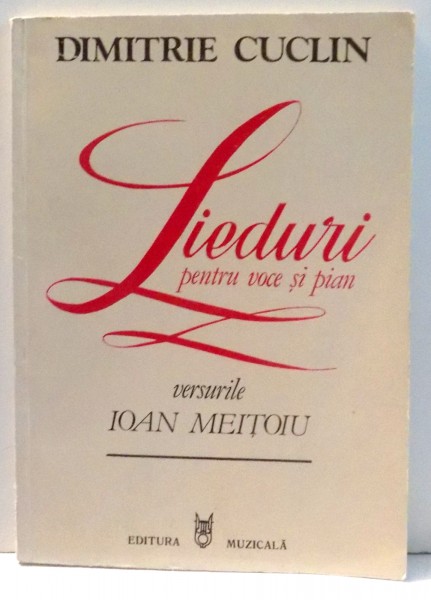 DIMITRIE CUCLIN
Lieduri
pentru voce și pian
versurile
IOAN MEIȚOIU
EDITURA MUZICALĂ